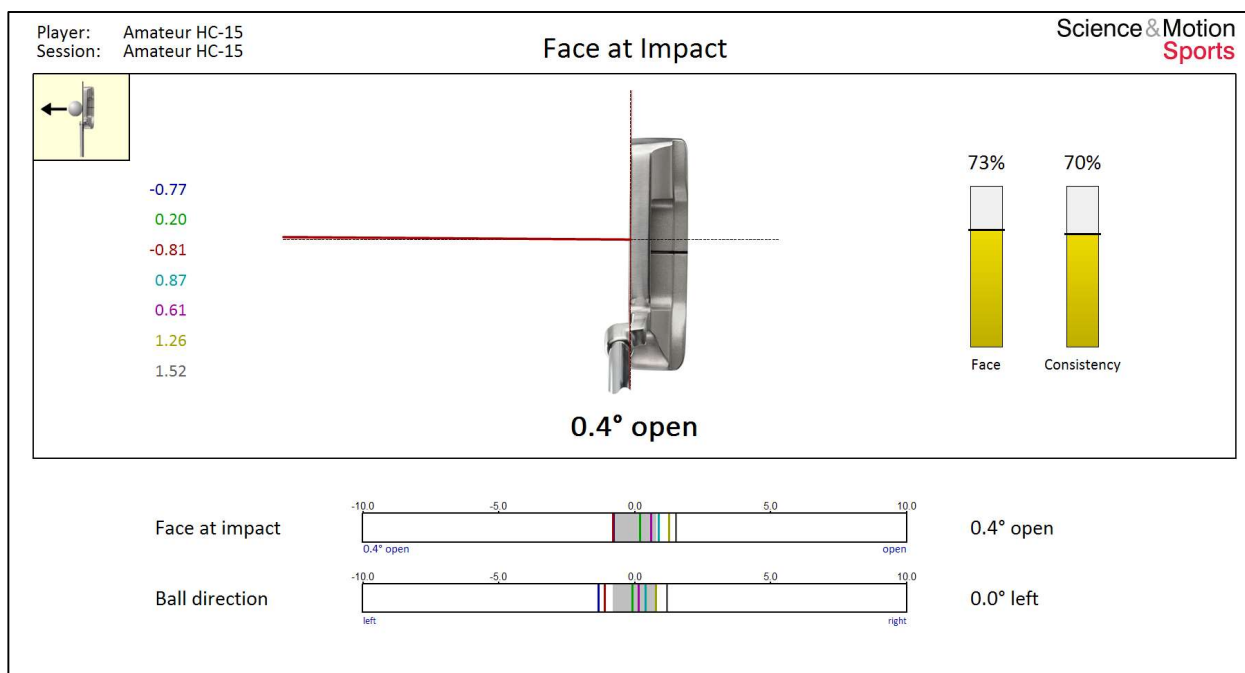 Player: Amateur HC-15
Session: Amateur HC-15
Face at Impact
Science&Motion
Sports
-0.77
0.20
-0.81
0.87
0.61
1.26
1.52
73% 70%
Face Consistency
0.4° open
-10.0 -5.0 0.0 5.0 10.0
Face at impact 0.4° open
0.4° open open
-10.0 -5.0 0.0 5.0 10.0
Ball direction 0.0° left
left right